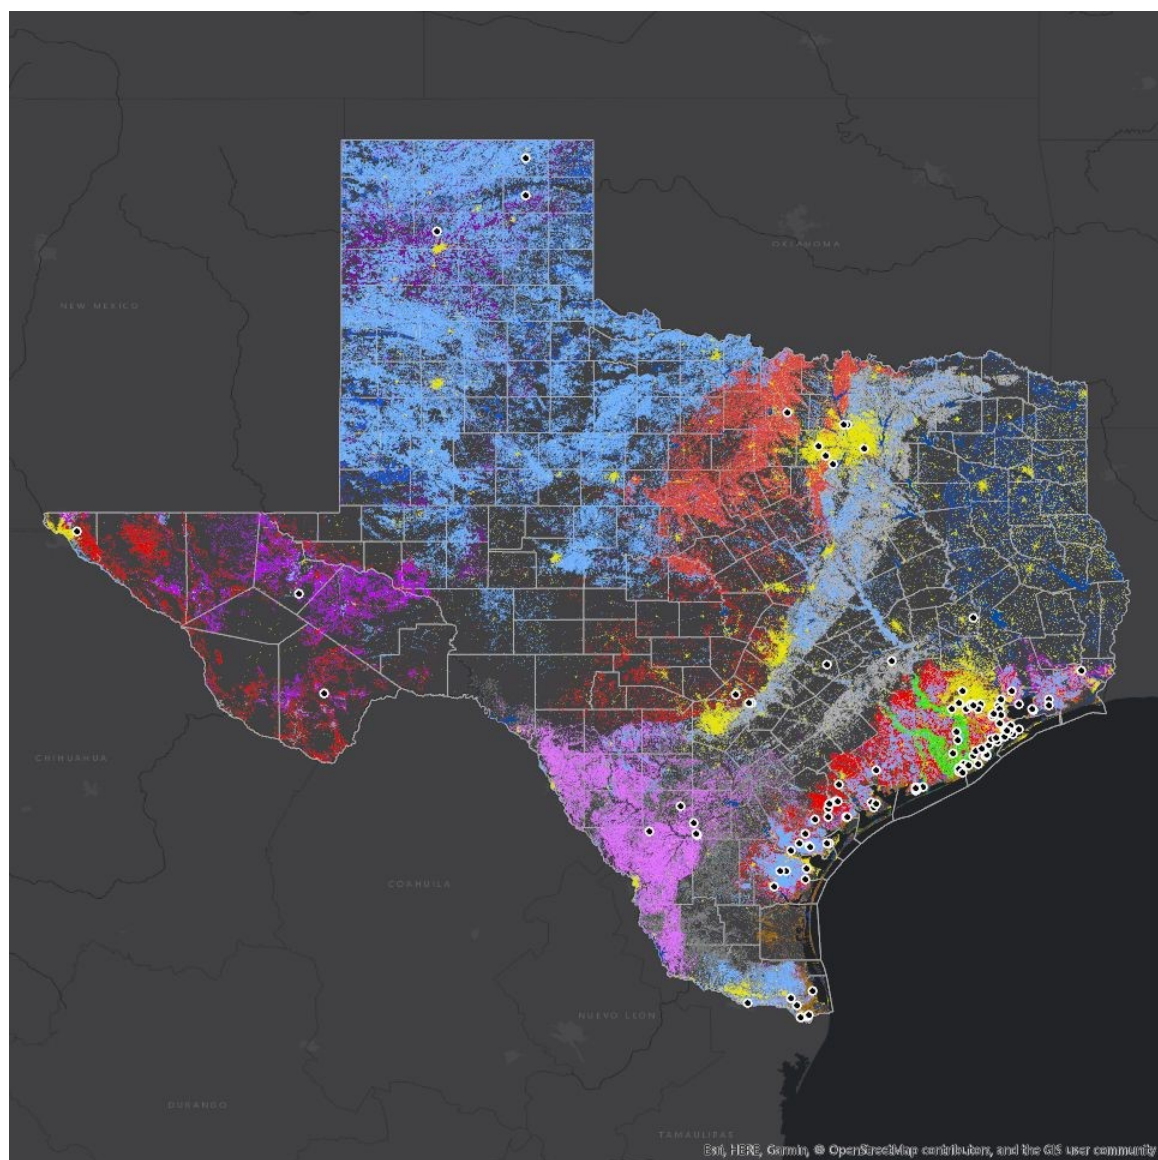 OKLAHOMA
NEW MEXICO
CHIHUAHUA
COAHUILA
NUEVO LEON
DURANGO
TAMAULIPAS
Esri, HERE, Garmin, © OpenStreetMap contributors, and the GIS user community